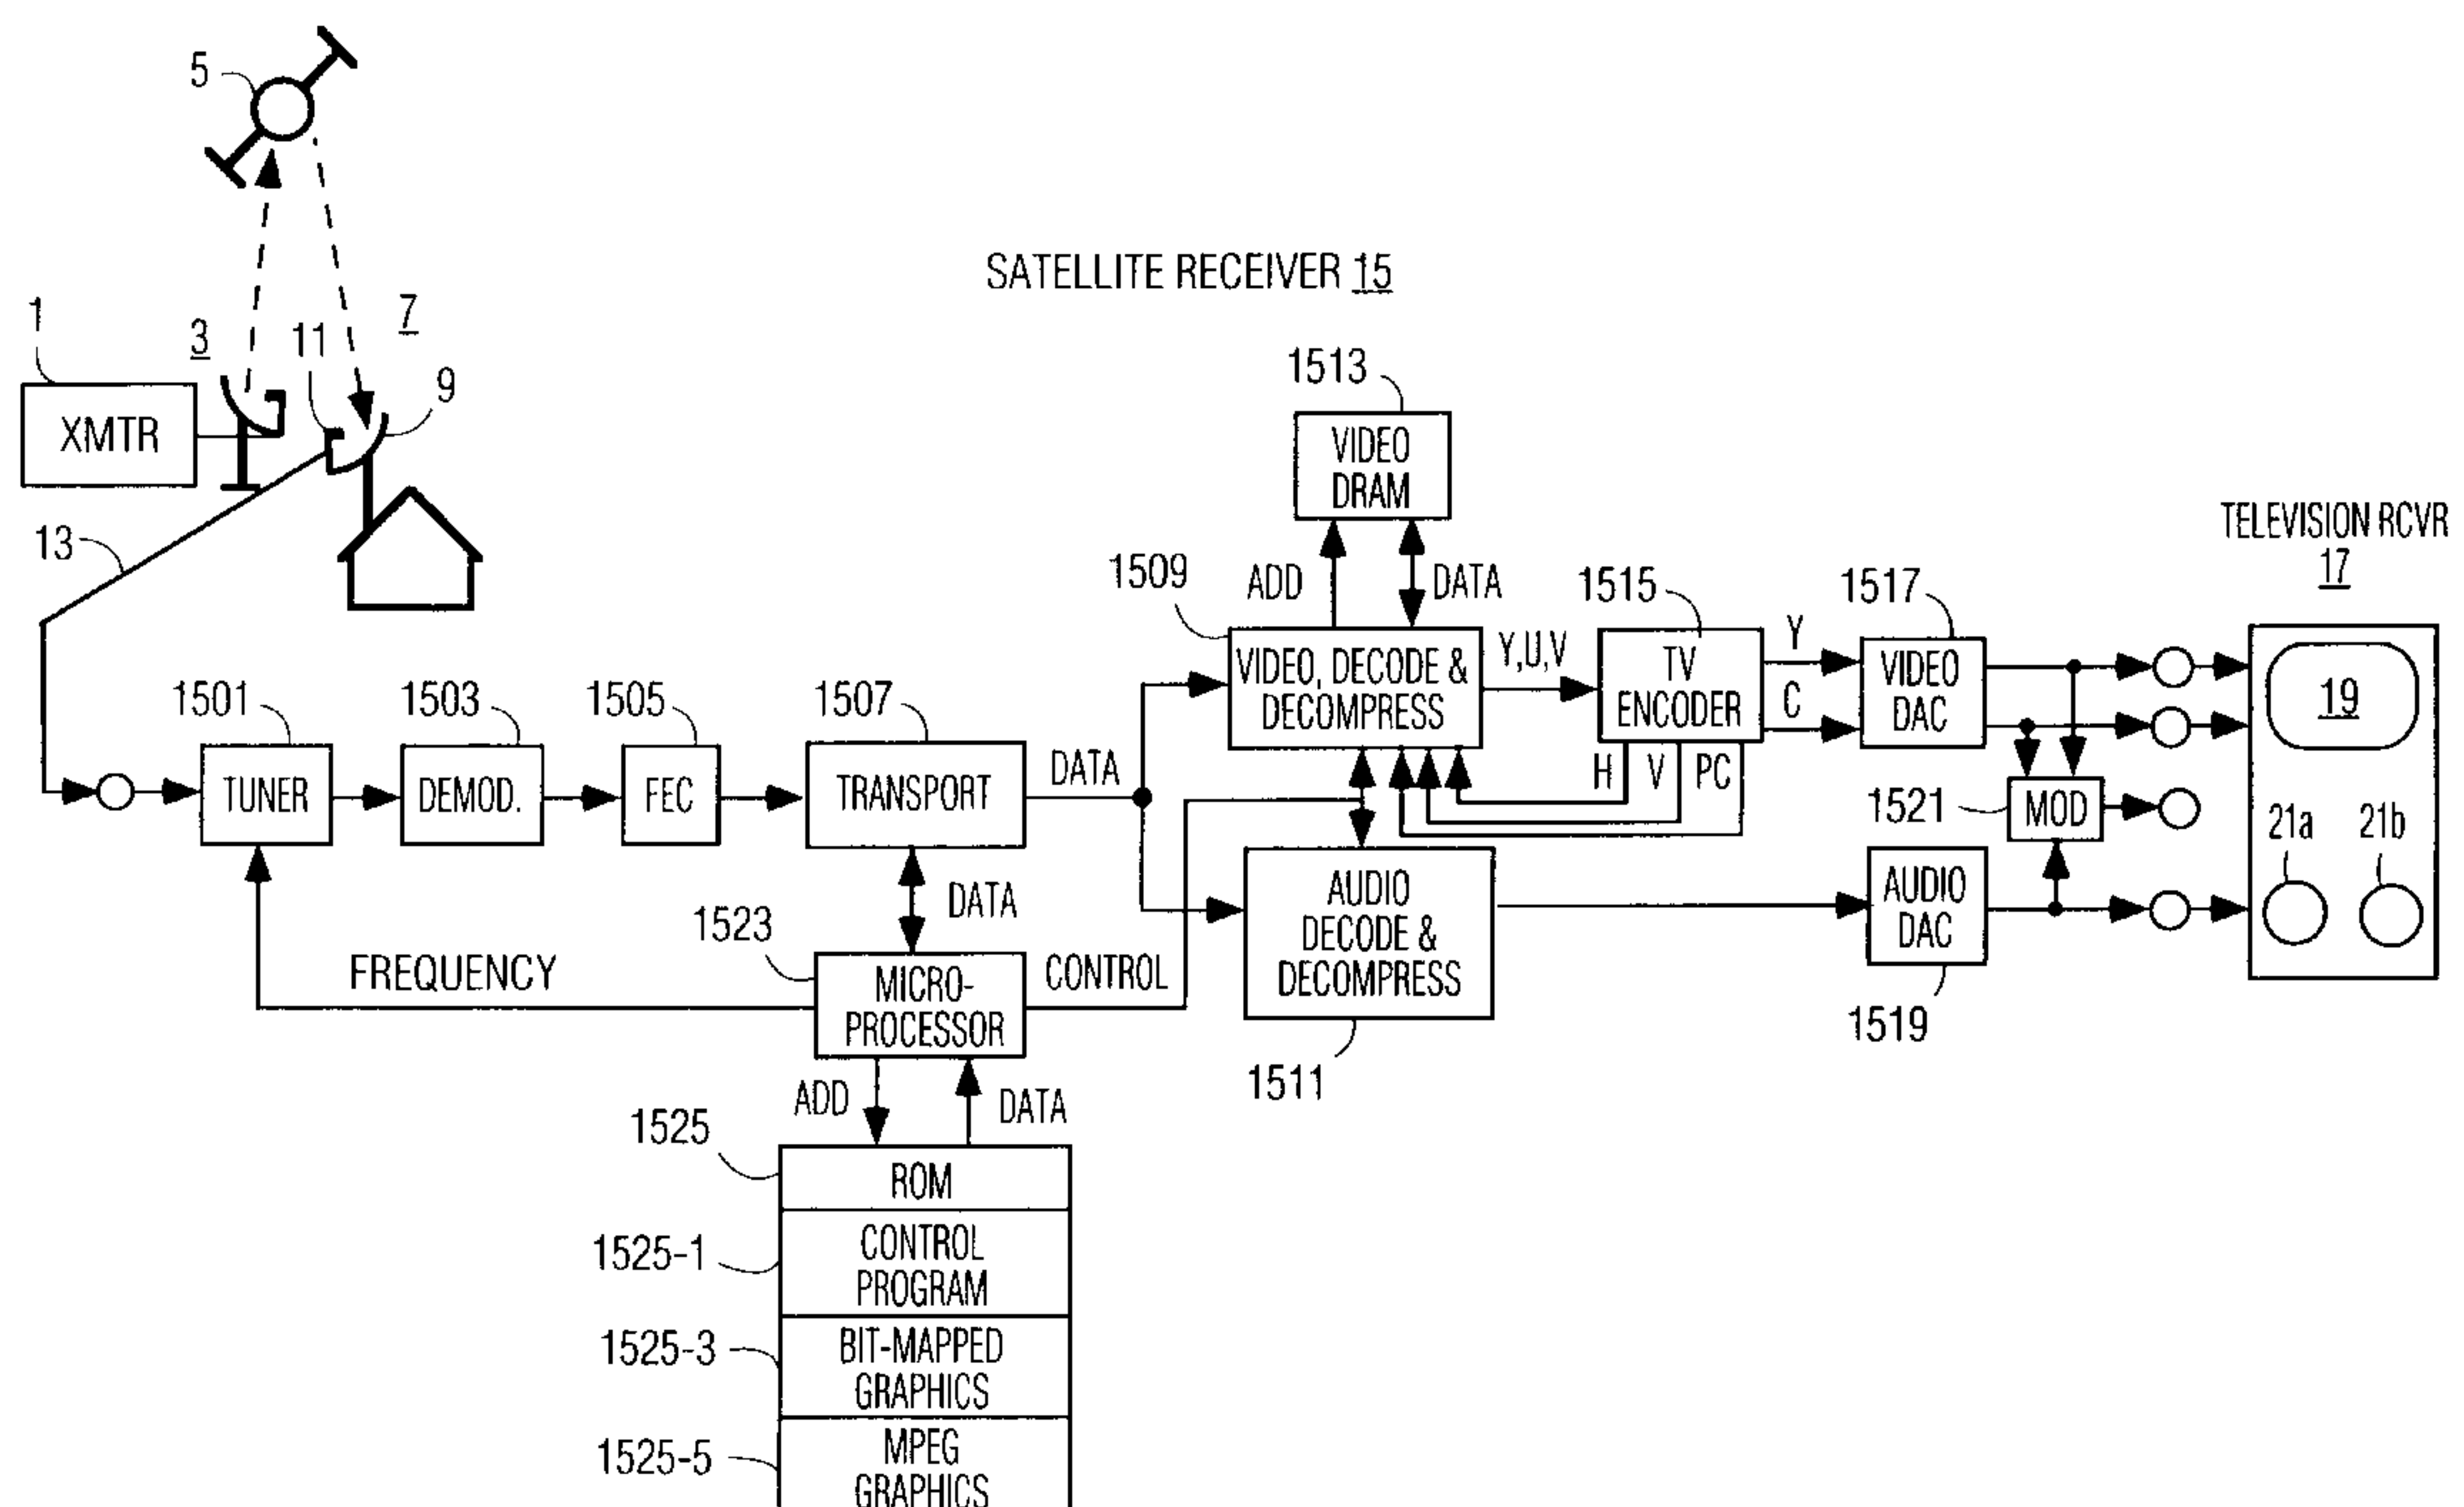 5
SATELLITE RECEIVER 15
1
3
11
7
9
XMTR
13
1513
VIDEO
DRAM
TELEVISION RCVR
17
1509
ADD
DATA
1515
1517
VIDEO, DECODE &
DECOMPRESS
Y,U,V
TV
ENCODER
Y
C
VIDEO
DAC
19
1501
1503
1505
1507
TUNER
DEMOD.
FEC
TRANSPORT
DATA
H
V
PC
1521
MOD
21a
21b
DATA
1523
FREQUENCY
MICRO-
PROCESSOR
CONTROL
AUDIO
DECODE &
DECOMPRESS
AUDIO
DAC
1519
1511
ADD
DATA
1525
ROM
1525-1
CONTROL
PROGRAM
1525-3
BIT-MAPPED
GRAPHICS
1525-5
MPEG
GRAPHICS